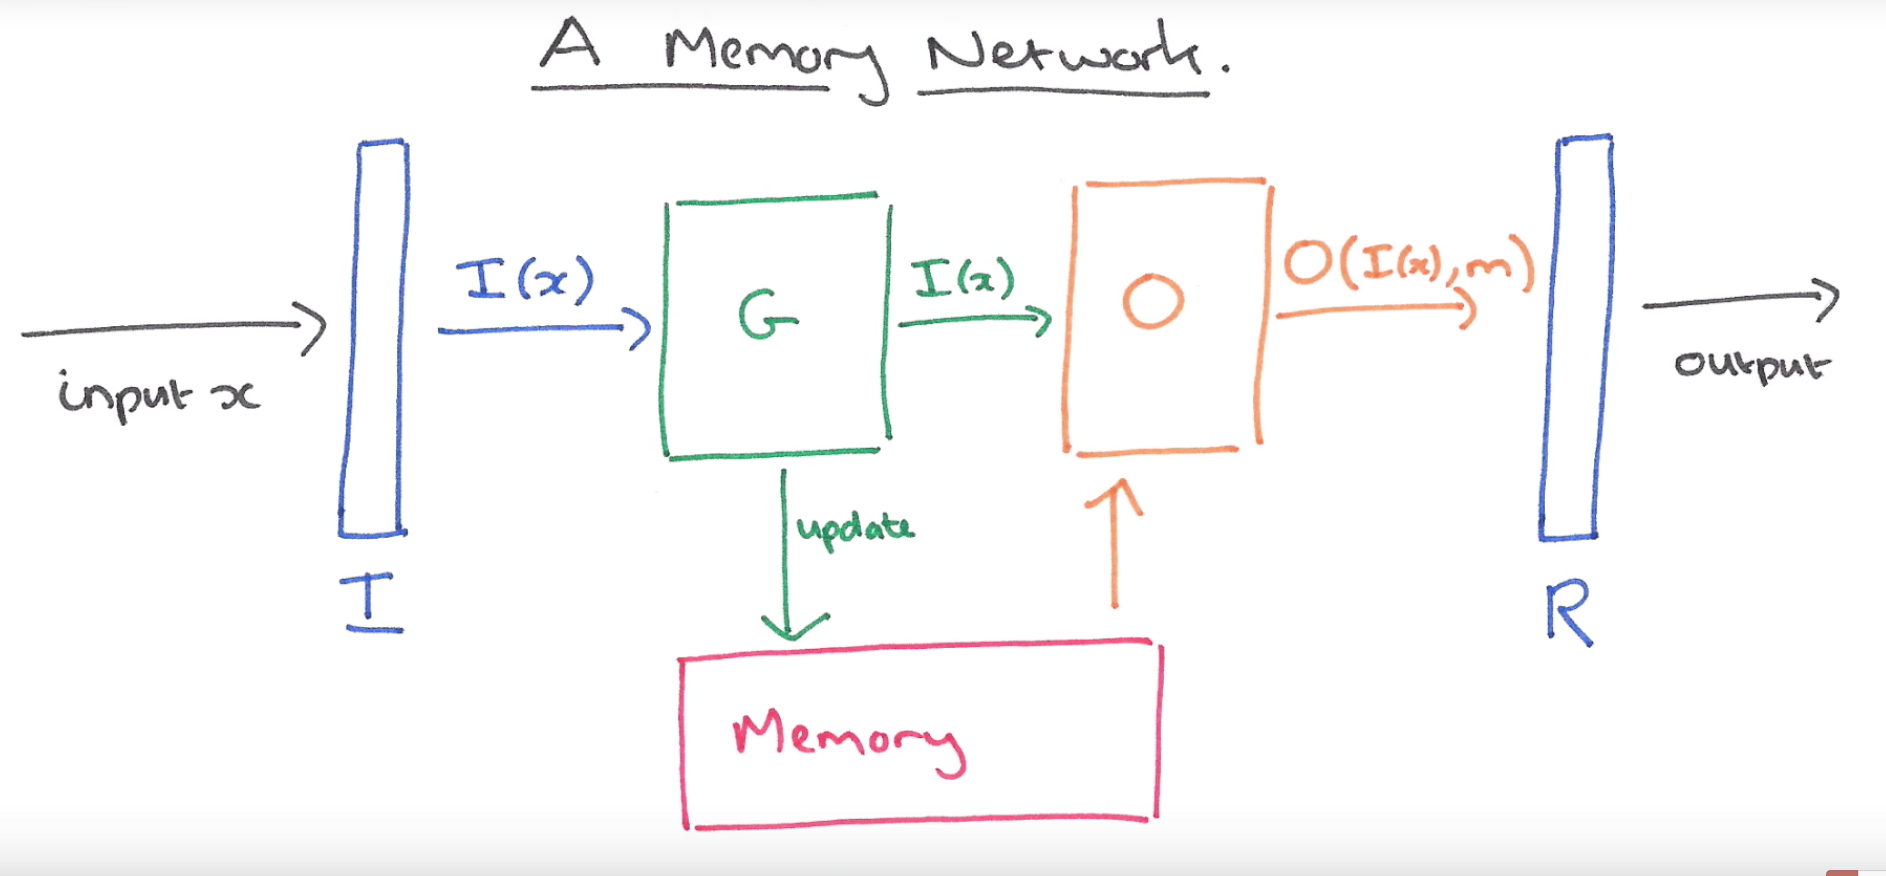 A Memory Network.
I(x)
I(x)
O(I(x),m)
G
O
input x
output
update
I
R
Memory